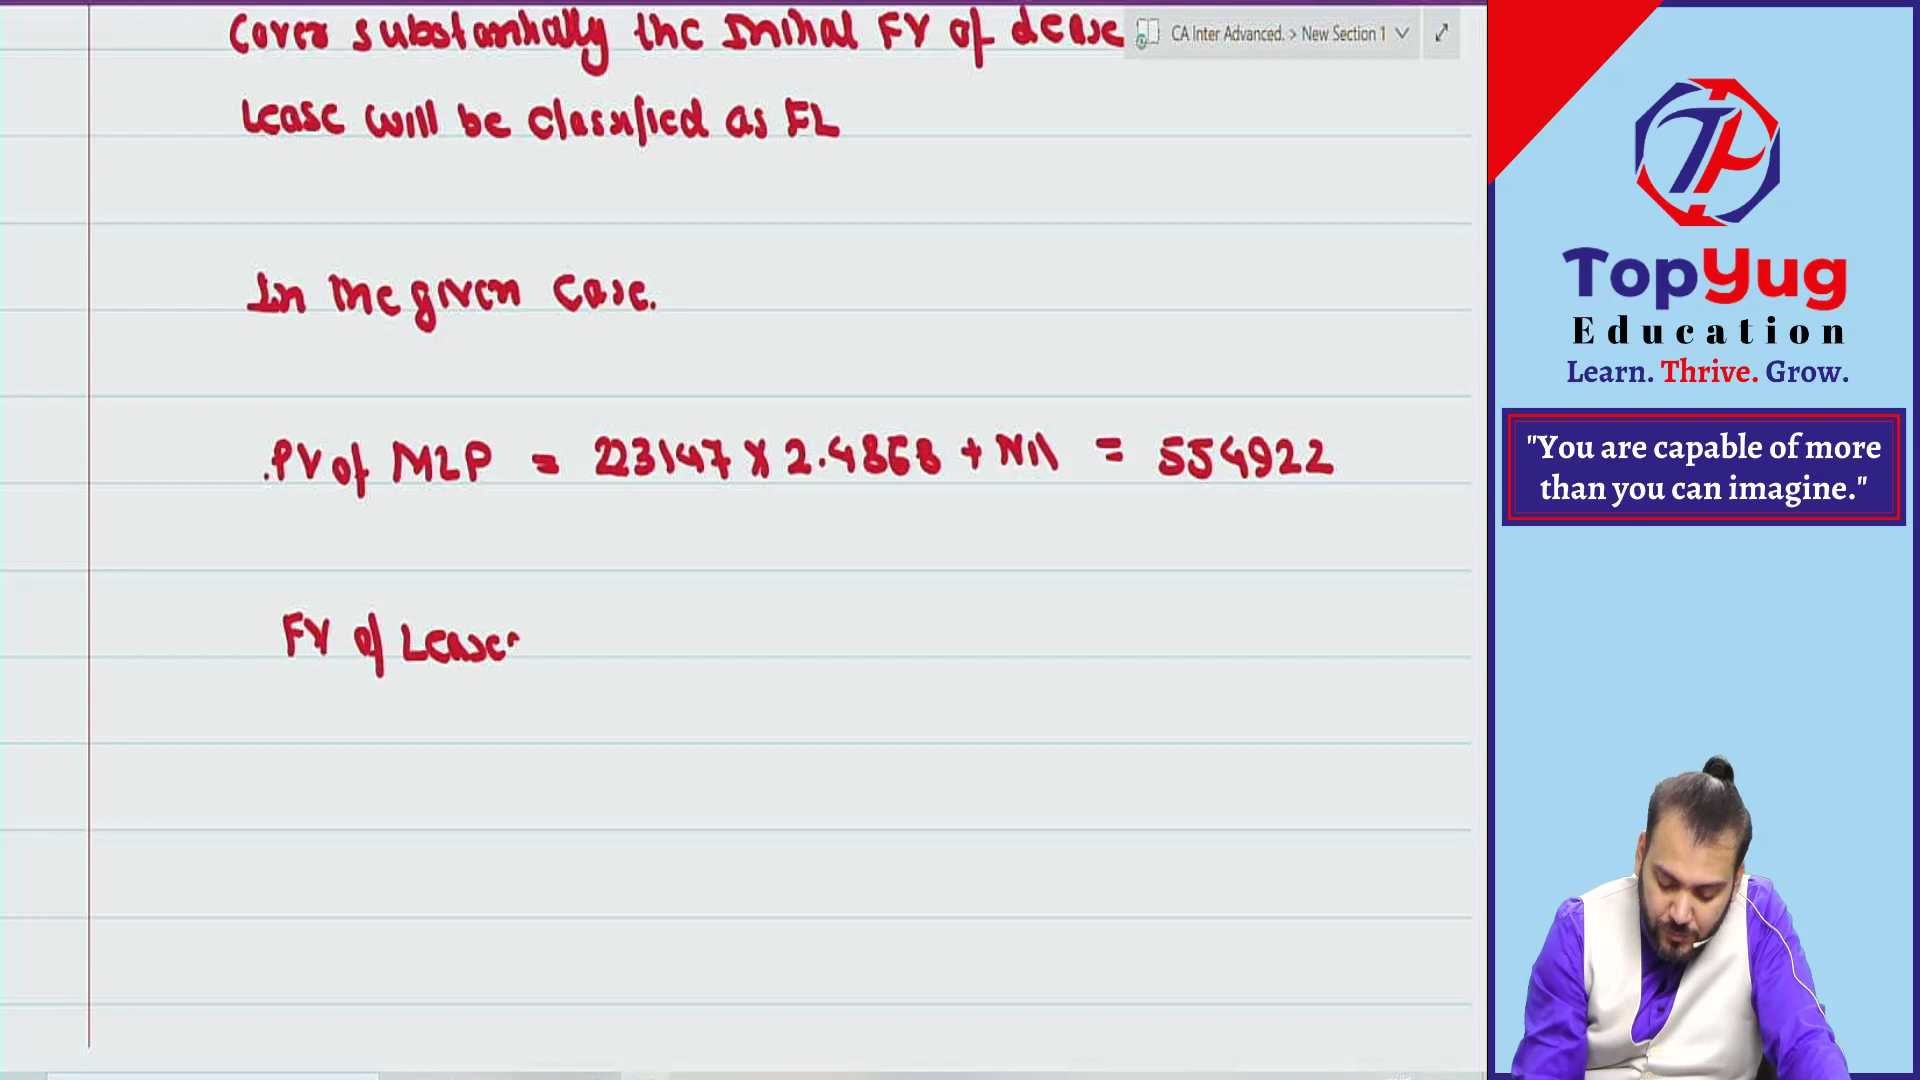 Cover substantially the Initial FV of Lease
CA Inter Advanced. > New Section 1
Lease will be classified as FL
In the given case.
PV of MLP = 223147 x 2.4868 + Nil = 554922
FV of Lease
TopYug
Education
Learn. Thrive. Grow.
"You are capable of more
than you can imagine."